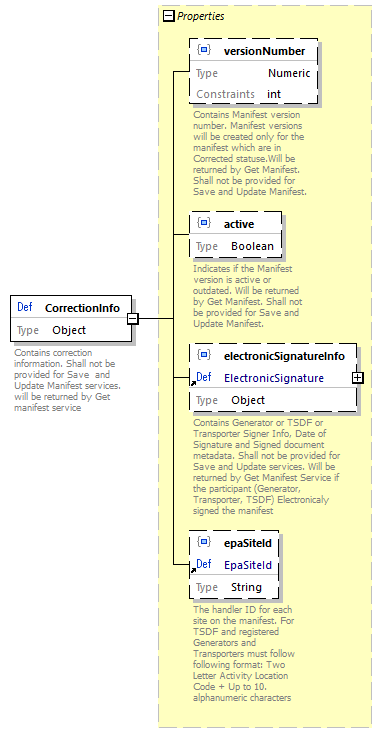 Properties
versionNumber
Type Numeric
Constraints int
Contains Manifest version
number. Manifest versions
will be created only for the
manifest which are in
Corrected statuse.Will be
returned by Get Manifest.
Shall not be provided for
Save and Update Manifest.
active
Type Boolean
Indicates if the Manifest
version is active or
outdated. Will be returned
by Get Manifest. Shall not
be provided for Save and
Update Manifest.
Def CorrectionInfo
Type Object
Contains correction
information. Shall not be
provided for Save and
Update Manifest services.
will be returned by Get
manifest service
electronicSignatureInfo
Def ElectronicSignature
Type Object
Contains Generator or TSDF or
Transporter Signer Info, Date of
Signature and Signed document
metadata. Shall not be provided for
Save and Update services. Will be
returned by Get Manifest Service if
the participant (Generator,
Transporter, TSDF) Electronicaly
signed the manifest
epaSiteId
Def EpaSiteId
Type String
The handler ID for each
site on the manifest. For
TSDF and registered
Generators and
Transporters must follow
following format: Two
Letter Activity Location
Code + Up to 10.
alphanumeric characters